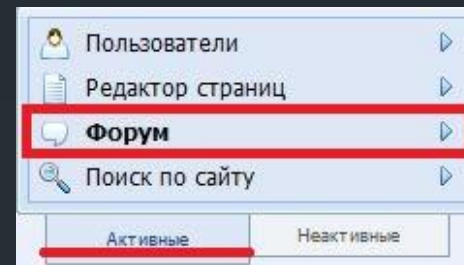 Пользователи
Редактор страниц
Форум
Поиск по сайту
Активные Неактивные